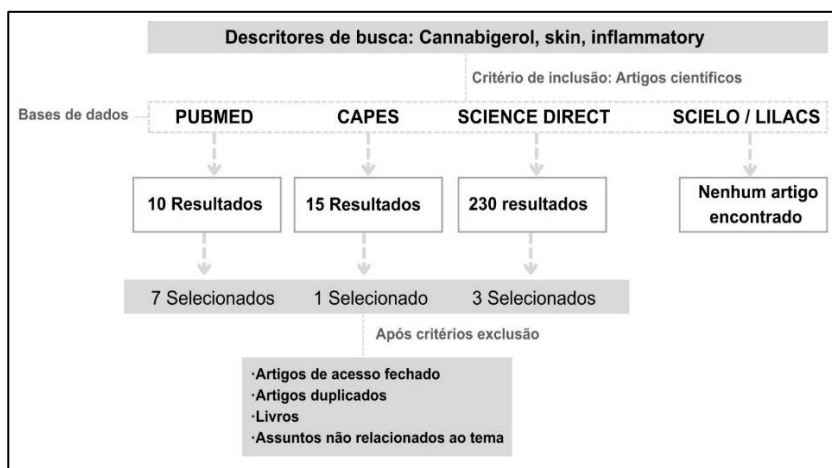 Descritores de busca: Cannabigerol, skin, inflammatory
Critério de inclusão: Artigos científicos
Bases de dados
PUBMED
CAPES
SCIENCE DIRECT
SCIELO / LILACS
10 Resultados
15 Resultados
230 resultados
Nenhum artigo
encontrado
7 Selecionados
1 Selecionado
3 Selecionados
Após critérios exclusão
·Artigos de acesso fechado
·Artigos duplicados
·Livros
·Assuntos não relacionados ao tema